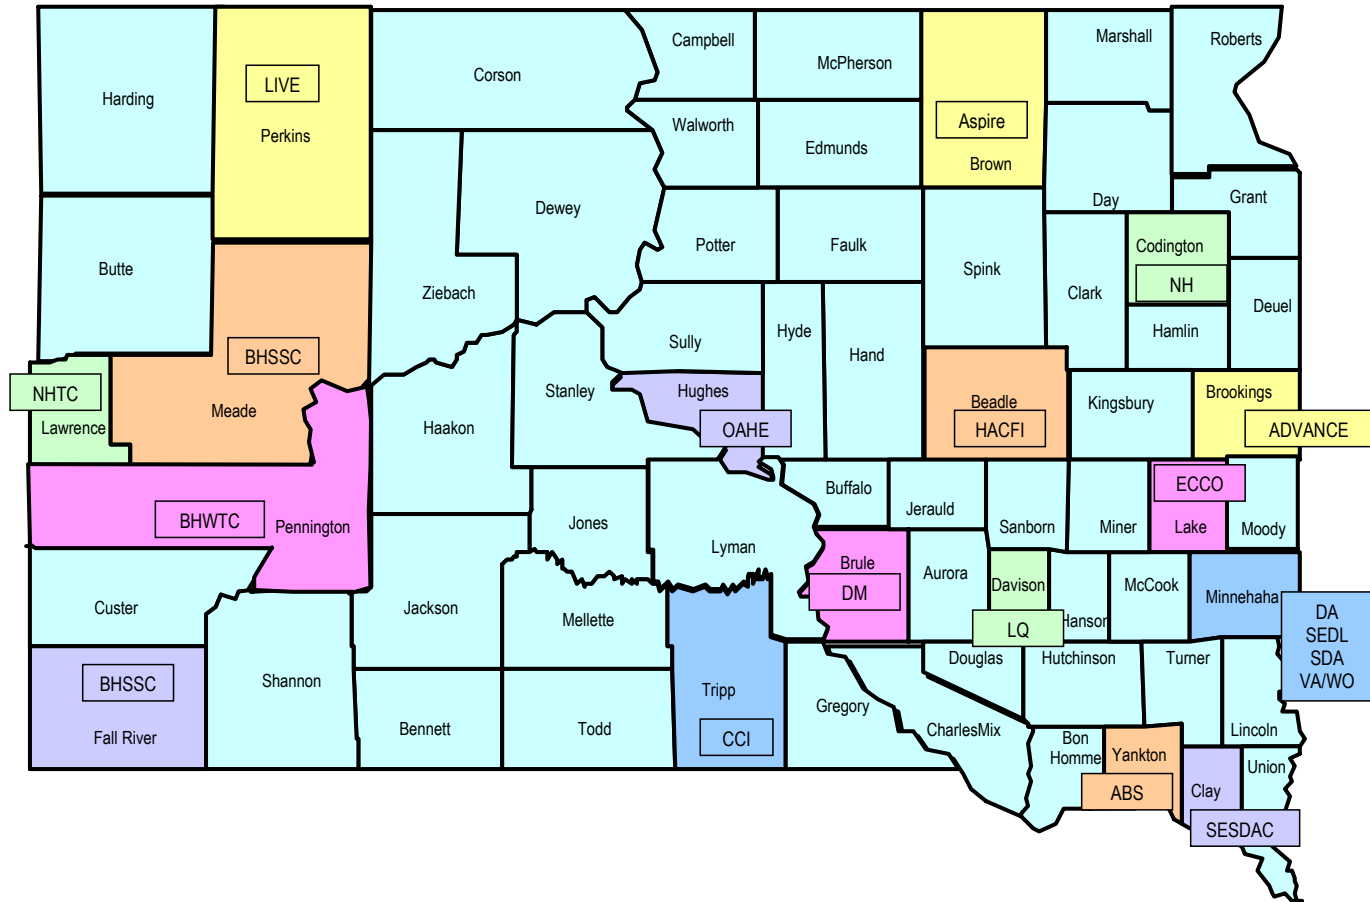 Campbell
Marshall
Roberts
McPherson
Corson
LIVE
Harding
Perkins
Walworth
Aspire
Edmunds
Brown
Dewey
Day
Grant
Potter
Faulk
Codington
Butte
Spink
NH
Ziebach
Clark
Deuel
Hyde
Hamlin
Sully
Hand
BHSSC
NHTC
Meade
Stanley
Hughes
Beadle
Kingsbury
Brookings
Lawrence
Haakon
OAHE
HACFI
ADVANCE
ECCO
Buffalo
Jerauld
BHWTC
Pennington
Jones
Sanborn
Miner
Lake
Moody
Lyman
Brule
Aurora
Davison
McCook
DM
Minnehaha
Custer
Jackson
Mellette
LQ
Hanson
DA
SEDL
SDA
VA/WO
BHSSC
Shannon
Douglas
Hutchinson
Turner
Tripp
Gregory
Fall River
Bennett
Todd
CCI
CharlesMix
Lincoln
Bon
Homme
Yankton
Union
ABS
Clay
SESDAC